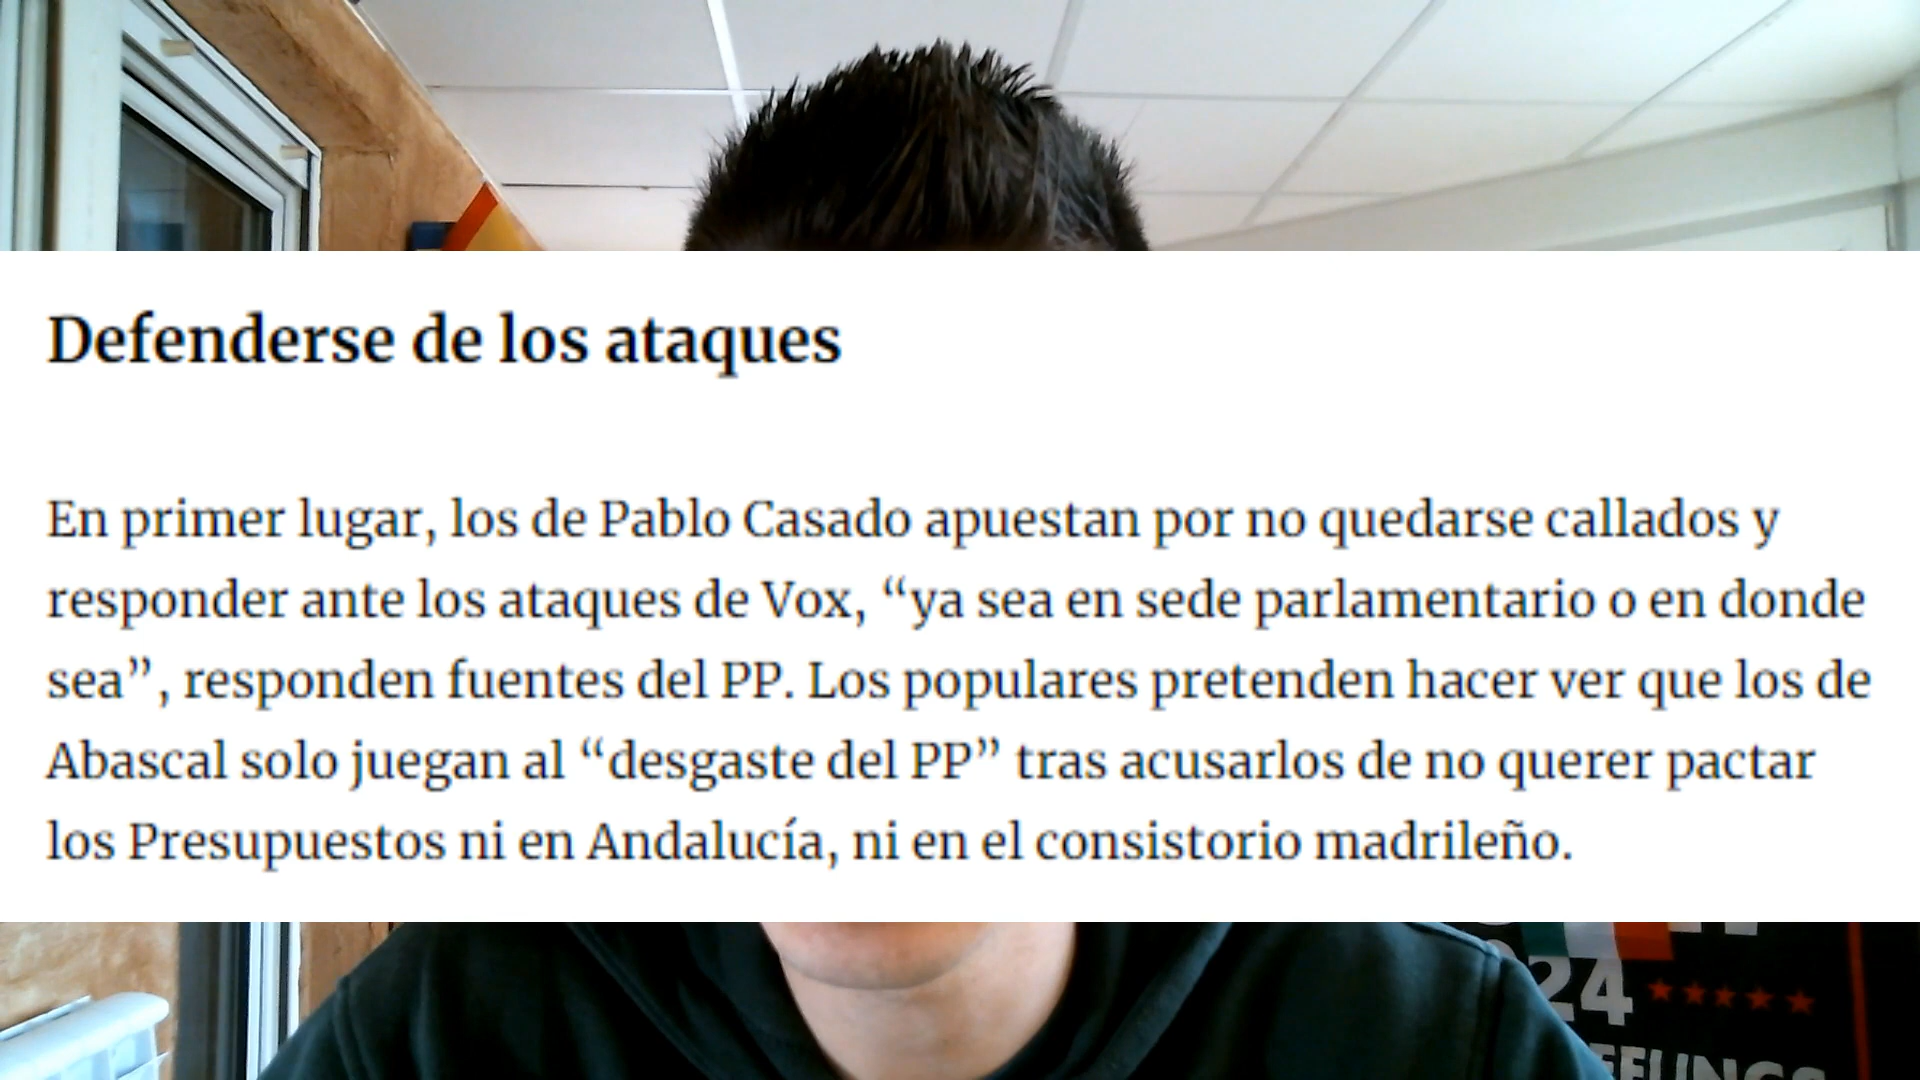 Defenderse de los ataques
En primer lugar, los de Pablo Casado apuestan por no quedarse callados y
responder ante los ataques de Vox, “ya sea en sede parlamentario o en donde
sea”, responden fuentes del PP. Los populares pretenden hacer ver que los de
Abascal solo juegan al “desgaste del PP” tras acusarlos de no querer pactar
los Presupuestos ni en Andalucía, ni en el consistorio madrileño.
24